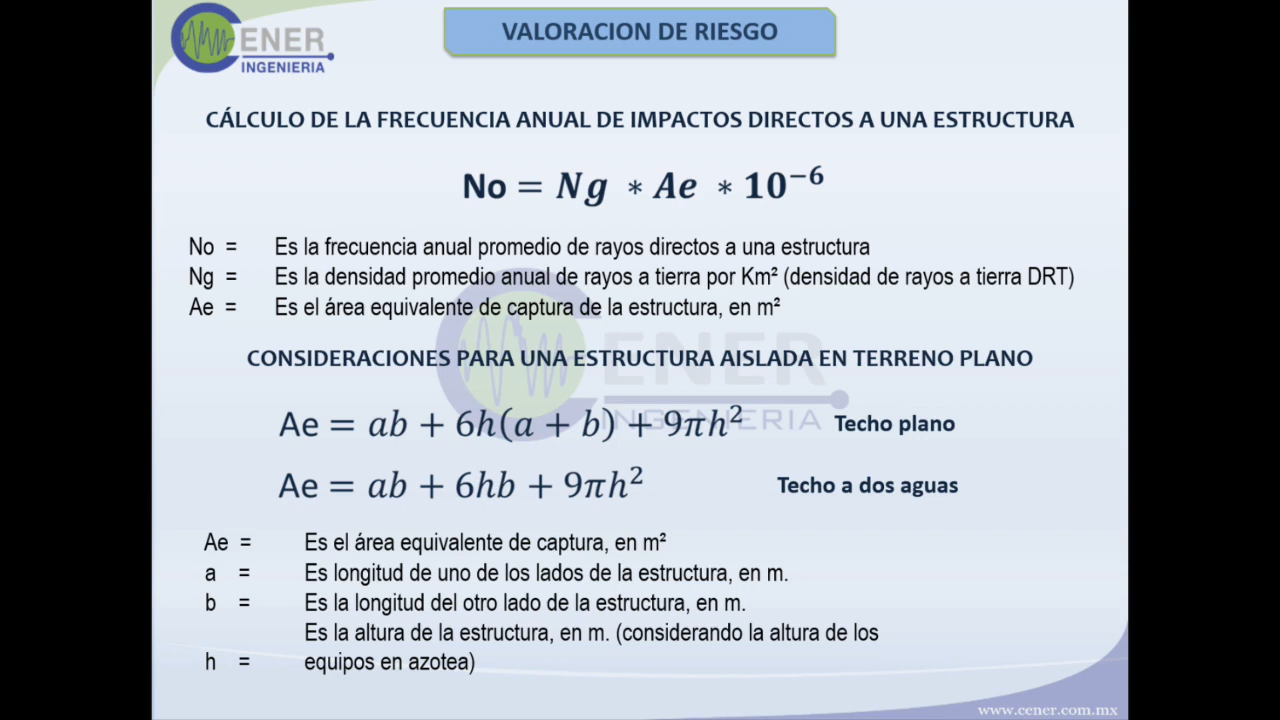 CENER
INGENIERIA
VALORACION DE RIESGO
CÁLCULO DE LA FRECUENCIA ANUAL DE IMPACTOS DIRECTOS A UNA ESTRUCTURA
No = Ng * Ae * 10⁻⁶
No = Es la frecuencia anual promedio de rayos directos a una estructura
Ng = Es la densidad promedio anual de rayos a tierra por Km² (densidad de rayos a tierra DRT)
Ae = Es el área equivalente de captura de la estructura, en m²
CENER
INGENIERIA
CONSIDERACIONES PARA UNA ESTRUCTURA AISLADA EN TERRENO PLANO
Ae = ab + 6h(a + b) + 9πh² Techo plano
Ae = ab + 6hb + 9πh² Techo a dos aguas
Ae = Es el área equivalente de captura, en m²
a = Es longitud de uno de los lados de la estructura, en m.
b = Es la longitud del otro lado de la estructura, en m.
Es la altura de la estructura, en m. (considerando la altura de los
h = equipos en azotea)
www.cener.com.mx